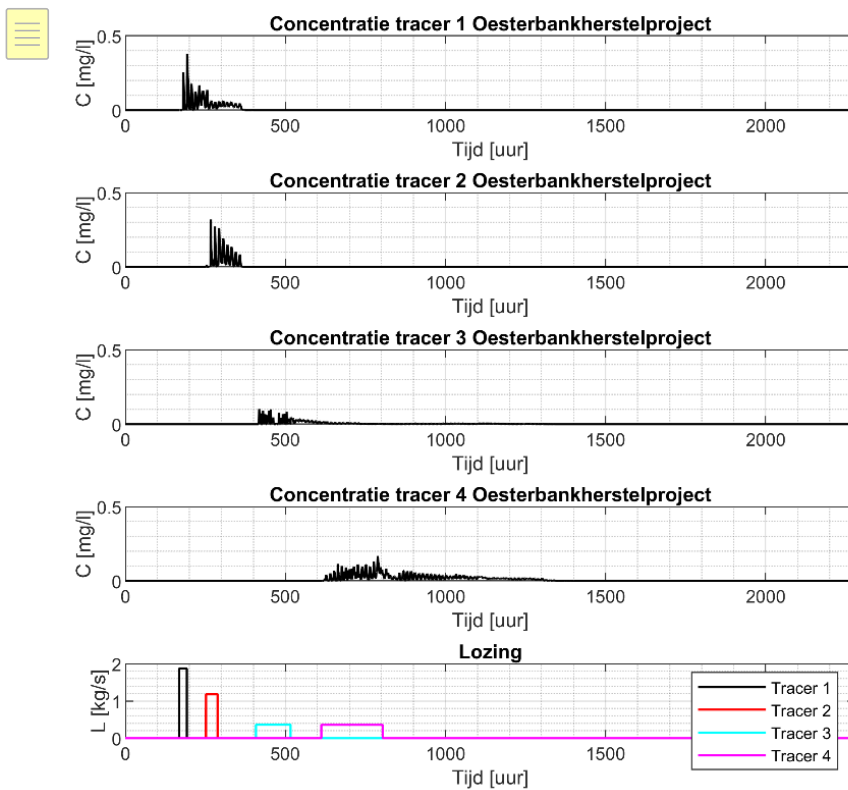 Concentratie tracer 1 Oesterbankherstelproject
C [mg/l]
0.5
0
0 500 1000 1500 2000
Tijd [uur]
Concentratie tracer 2 Oesterbankherstelproject
C [mg/l]
0.5
0
0 500 1000 1500 2000
Tijd [uur]
Concentratie tracer 3 Oesterbankherstelproject
C [mg/l]
0.5
0
0 500 1000 1500 2000
Tijd [uur]
Concentratie tracer 4 Oesterbankherstelproject
C [mg/l]
0.5
0
0 500 1000 1500 2000
Tijd [uur]
Lozing
L [kg/s]
2
1
0
0 500 1000 1500 2000
Tijd [uur]
Tracer 1
Tracer 2
Tracer 3
Tracer 4